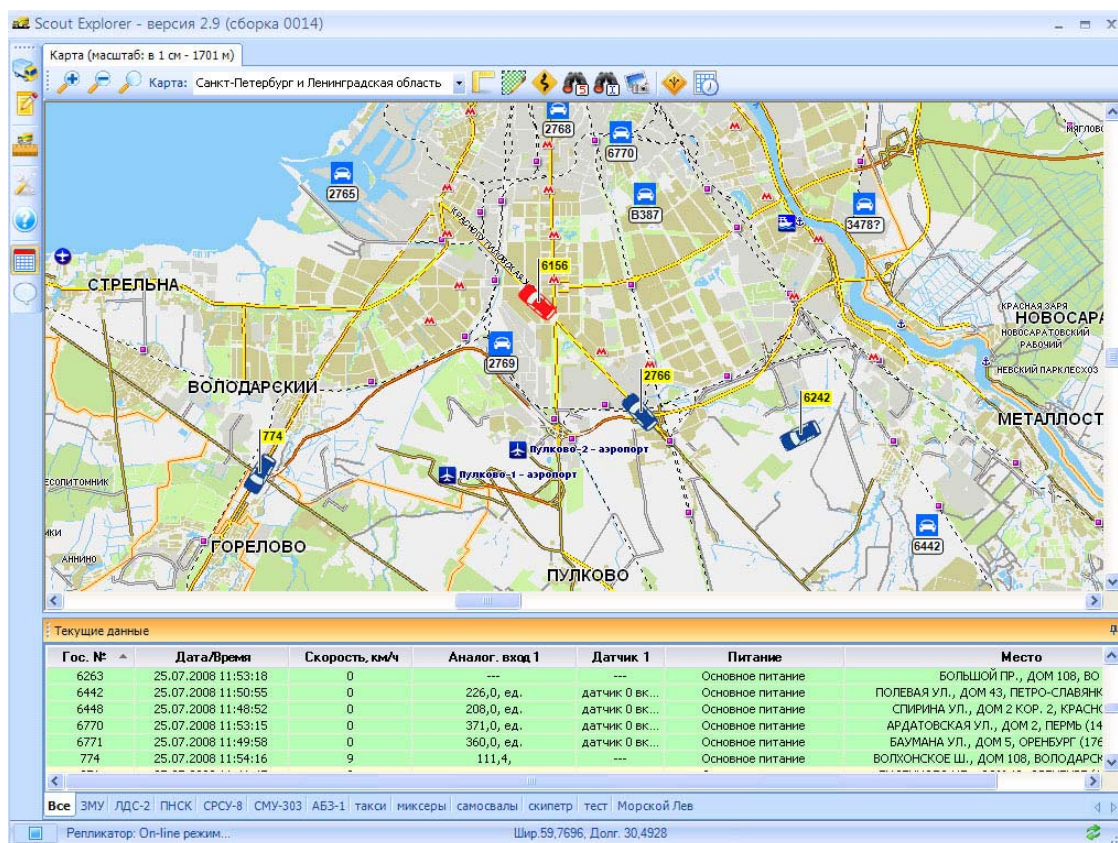 Scout Explorer - версия 2.9 (сборка 0014)
Карта (масштаб: в 1 см - 1701 м)
Карта: Санкт-Петербург и Ленинградская область
2768
6770
2765
B387
3478?
6156
СТРЕЛЬНА
КРАСНАЯ ЗАРЯ
НОВОСАРА
НОВОСАРАТОВСКИЙ
РАБОЧИЙ
2769
НЕВСКИЙ ПАРКЛЕСХОЗ
2766
ВОЛОДАРСКИЙ
6242
МЕТАЛЛОСТ
774
Пулково-2 - аэропорт
Пулково-1 - аэропорт
ЕСОПИТОМНИК
6442
ГОРЕЛОВО
АННИНО
ПУЛКОВО
Текущие данные
Гос. № Дата/Время Скорость, км/ч Аналог. вход 1 Датчик 1 Питание Место
6263 25.07.2008 11:53:18 0 --- --- Основное питание БОЛЬШОЙ ПР., ДОМ 108, ВО
6442 25.07.2008 11:50:55 0 226,0, ед. датчик 0 вк... Основное питание ПОЛЕВАЯ УЛ., ДОМ 43, ПЕТРО-СЛАВЯНК
6448 25.07.2008 11:48:52 0 208,0, ед. датчик 0 вк... Основное питание СПИРИНА УЛ., ДОМ 2 КОР. 2, КРАСНО
6770 25.07.2008 11:53:15 0 371,0, ед. датчик 0 вк... Основное питание АРДАТОВСКАЯ УЛ., ДОМ 2, ПЕРМЬ (14
6771 25.07.2008 11:49:58 0 360,0, ед. датчик 0 вк... Основное питание БАУМАНА УЛ., ДОМ 5, ОРЕНБУРГ (176
774 25.07.2008 11:54:16 9 111,4, --- Основное питание ВОЛХОНСКОЕ Ш., ДОМ 108, ВОЛОДАРСК
Все ЗМУ ЛДС-2 ПНСК СРСУ-8 СМУ-303 АБЗ-1 такси миксеры самосвалы скипетр тест Морской Лев
Репликатор: On-line режим... Шир.59,7696, Долг. 30,4928